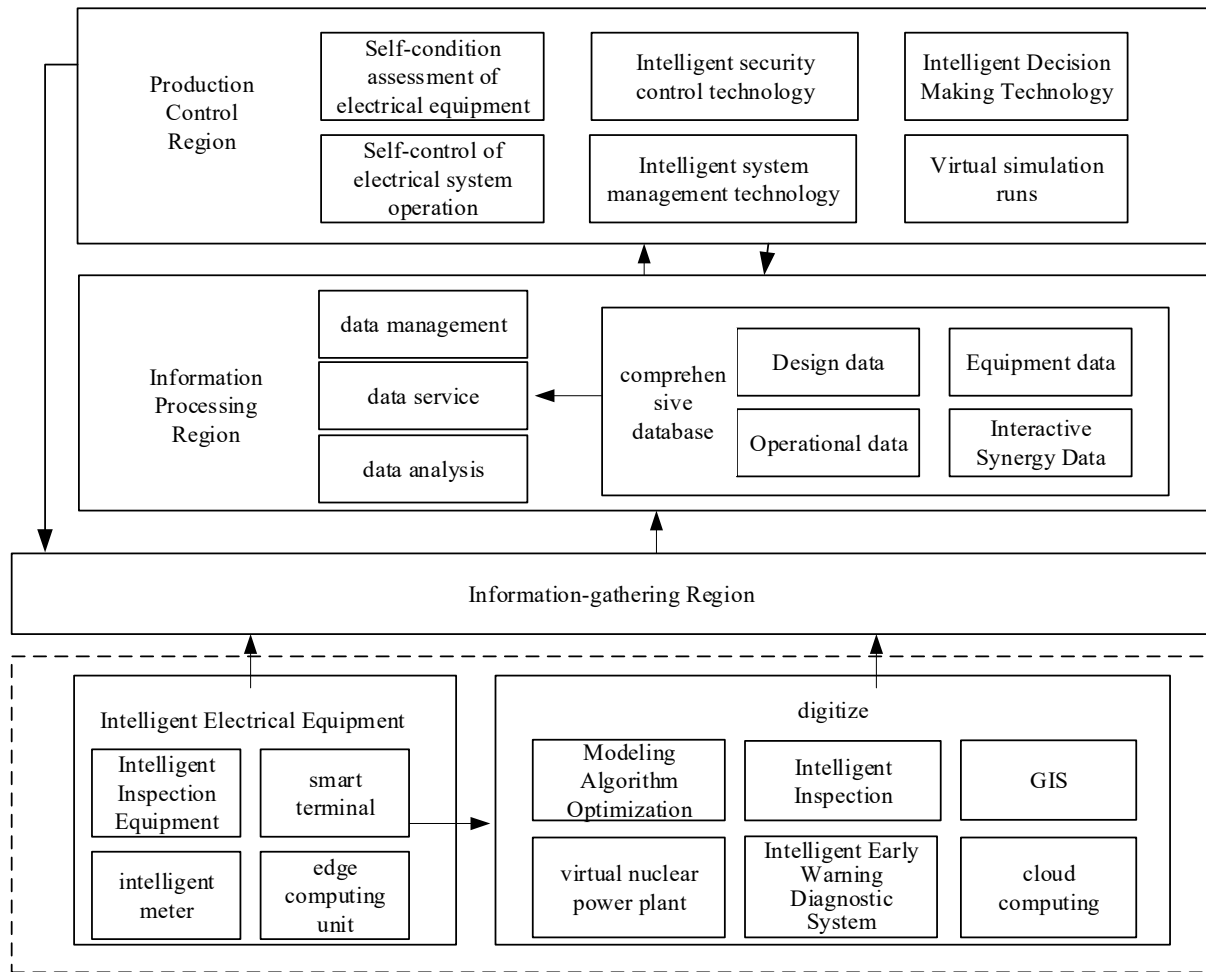 Production
Control
Region
Self-condition
assessment of
electrical equipment
Intelligent security
control technology
Intelligent Decision
Making Technology
Self-control of
electrical system
operation
Intelligent system
management technology
Virtual simulation
runs
Information
Processing
Region
data management
data service
data analysis
comprehen
sive
database
Design data
Equipment data
Operational data
Interactive
Synergy Data
Information-gathering Region
Intelligent Electrical Equipment
Intelligent
Inspection
Equipment
smart
terminal
intelligent
meter
edge
computing
unit
digitize
Modeling
Algorithm
Optimization
Intelligent
Inspection
GIS
virtual nuclear
power plant
Intelligent Early
Warning
Diagnostic
System
cloud
computing